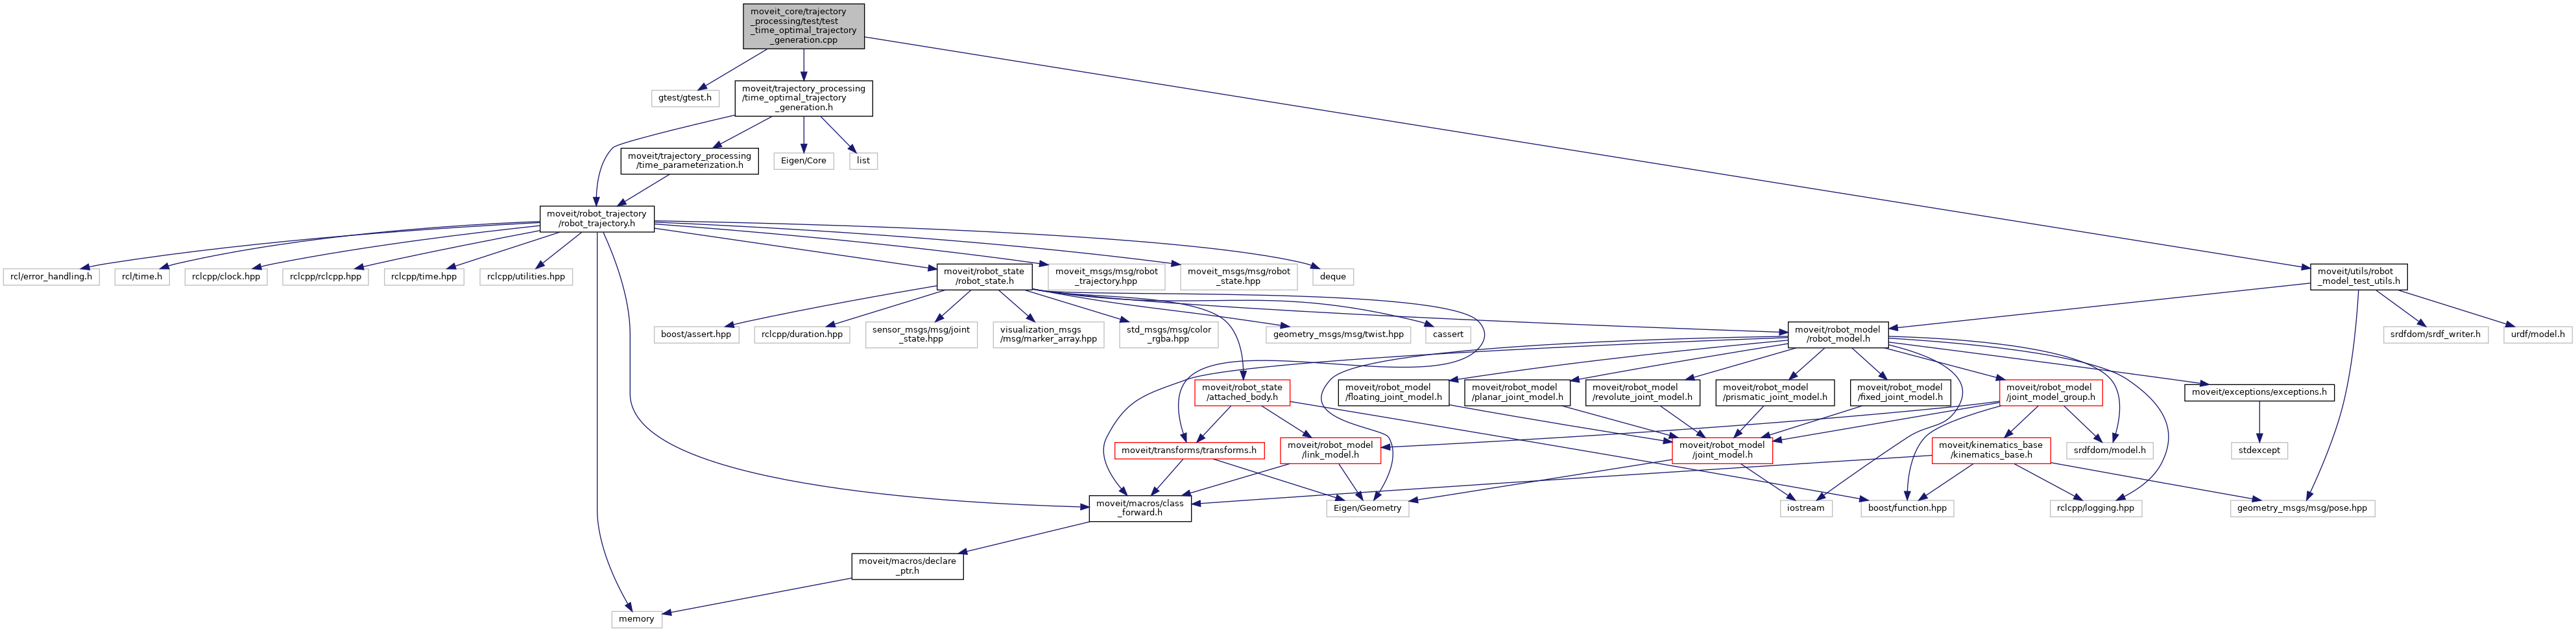 moveit_core/trajectory
_processing/test/test
_time_optimal_trajectory
_generation.cpp
gtest/gtest.h
moveit/trajectory_processing
/time_optimal_trajectory
_generation.h
moveit/trajectory_processing
/time_parameterization.h
Eigen/Core
list
moveit/robot_trajectory
/robot_trajectory.h
rcl/error_handling.h
rcl/time.h
rclcpp/clock.hpp
rclcpp/rclcpp.hpp
rclcpp/time.hpp
rclcpp/utilities.hpp
moveit/robot_state
/robot_state.h
moveit_msgs/msg/robot
_trajectory.hpp
moveit_msgs/msg/robot
_state.hpp
deque
moveit/utils/robot
_model_test_utils.h
boost/assert.hpp
rclcpp/duration.hpp
sensor_msgs/msg/joint
_state.hpp
visualization_msgs
/msg/marker_array.hpp
std_msgs/msg/color
_rgba.hpp
geometry_msgs/msg/twist.hpp
cassert
moveit/robot_model
/robot_model.h
srdfdom/srdf_writer.h
urdf/model.h
moveit/robot_state
/attached_body.h
moveit/robot_model
/floating_joint_model.h
moveit/robot_model
/planar_joint_model.h
moveit/robot_model
/revolute_joint_model.h
moveit/robot_model
/prismatic_joint_model.h
moveit/robot_model
/fixed_joint_model.h
moveit/robot_model
/joint_model_group.h
moveit/exceptions/exceptions.h
moveit/transforms/transforms.h
moveit/robot_model
/link_model.h
moveit/robot_model
/joint_model.h
moveit/kinematics_base
/kinematics_base.h
srdfdom/model.h
stdexcept
moveit/macros/class
_forward.h
Eigen/Geometry
iostream
boost/function.hpp
rclcpp/logging.hpp
geometry_msgs/msg/pose.hpp
moveit/macros/declare
_ptr.h
memory